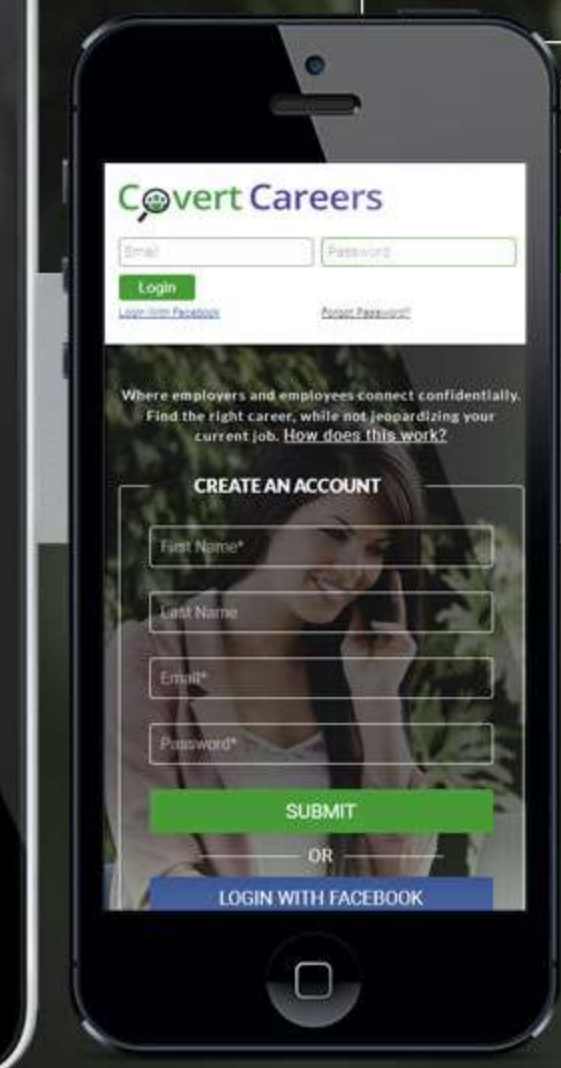 Covert Careers
Email Password
Login
Login With Facebook Forgot Password?
Where employers and employees connect confidentially.
Find the right career, while not jeopardizing your
current job. How does this work?
CREATE AN ACCOUNT
First Name*
Last Name
Email*
Password*
SUBMIT
OR
LOGIN WITH FACEBOOK